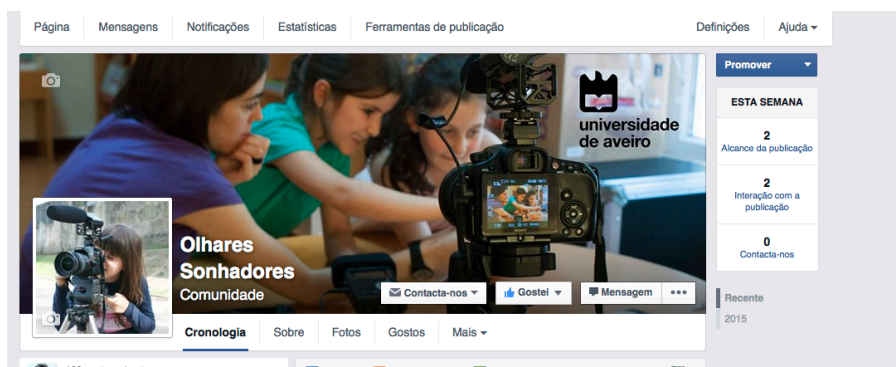 Página Mensagens Notificações Estatísticas Ferramentas de publicação Definições Ajuda
universidade
de aveiro
Olhares
Sonhadores
Comunidade
Contacta-nos Gostei Mensagem
Cronologia Sobre Fotos Gostos Mais
Promover
ESTA SEMANA
2
Alcance da publicação
2
Interação com a
publicação
0
Contacta-nos
Recente
2015